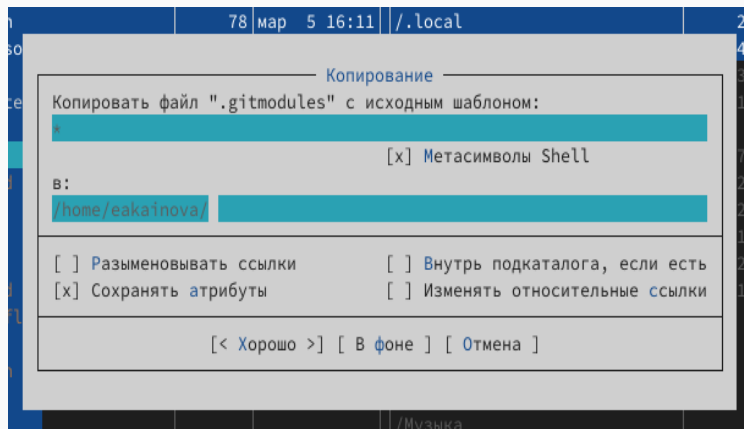 78 мар 5 16:11 /.local
Копирование
Копировать файл ".gitmodules" с исходным шаблоном:
*
[x] Метасимволы Shell
в:
/home/eakainova/
[ ] Разыменовывать ссылки [ ] Внутрь подкаталога, если есть
[x] Сохранять атрибуты [ ] Изменять относительные ссылки
[< Хорошо >] [ В фоне ] [ Отмена ]
/Музыка